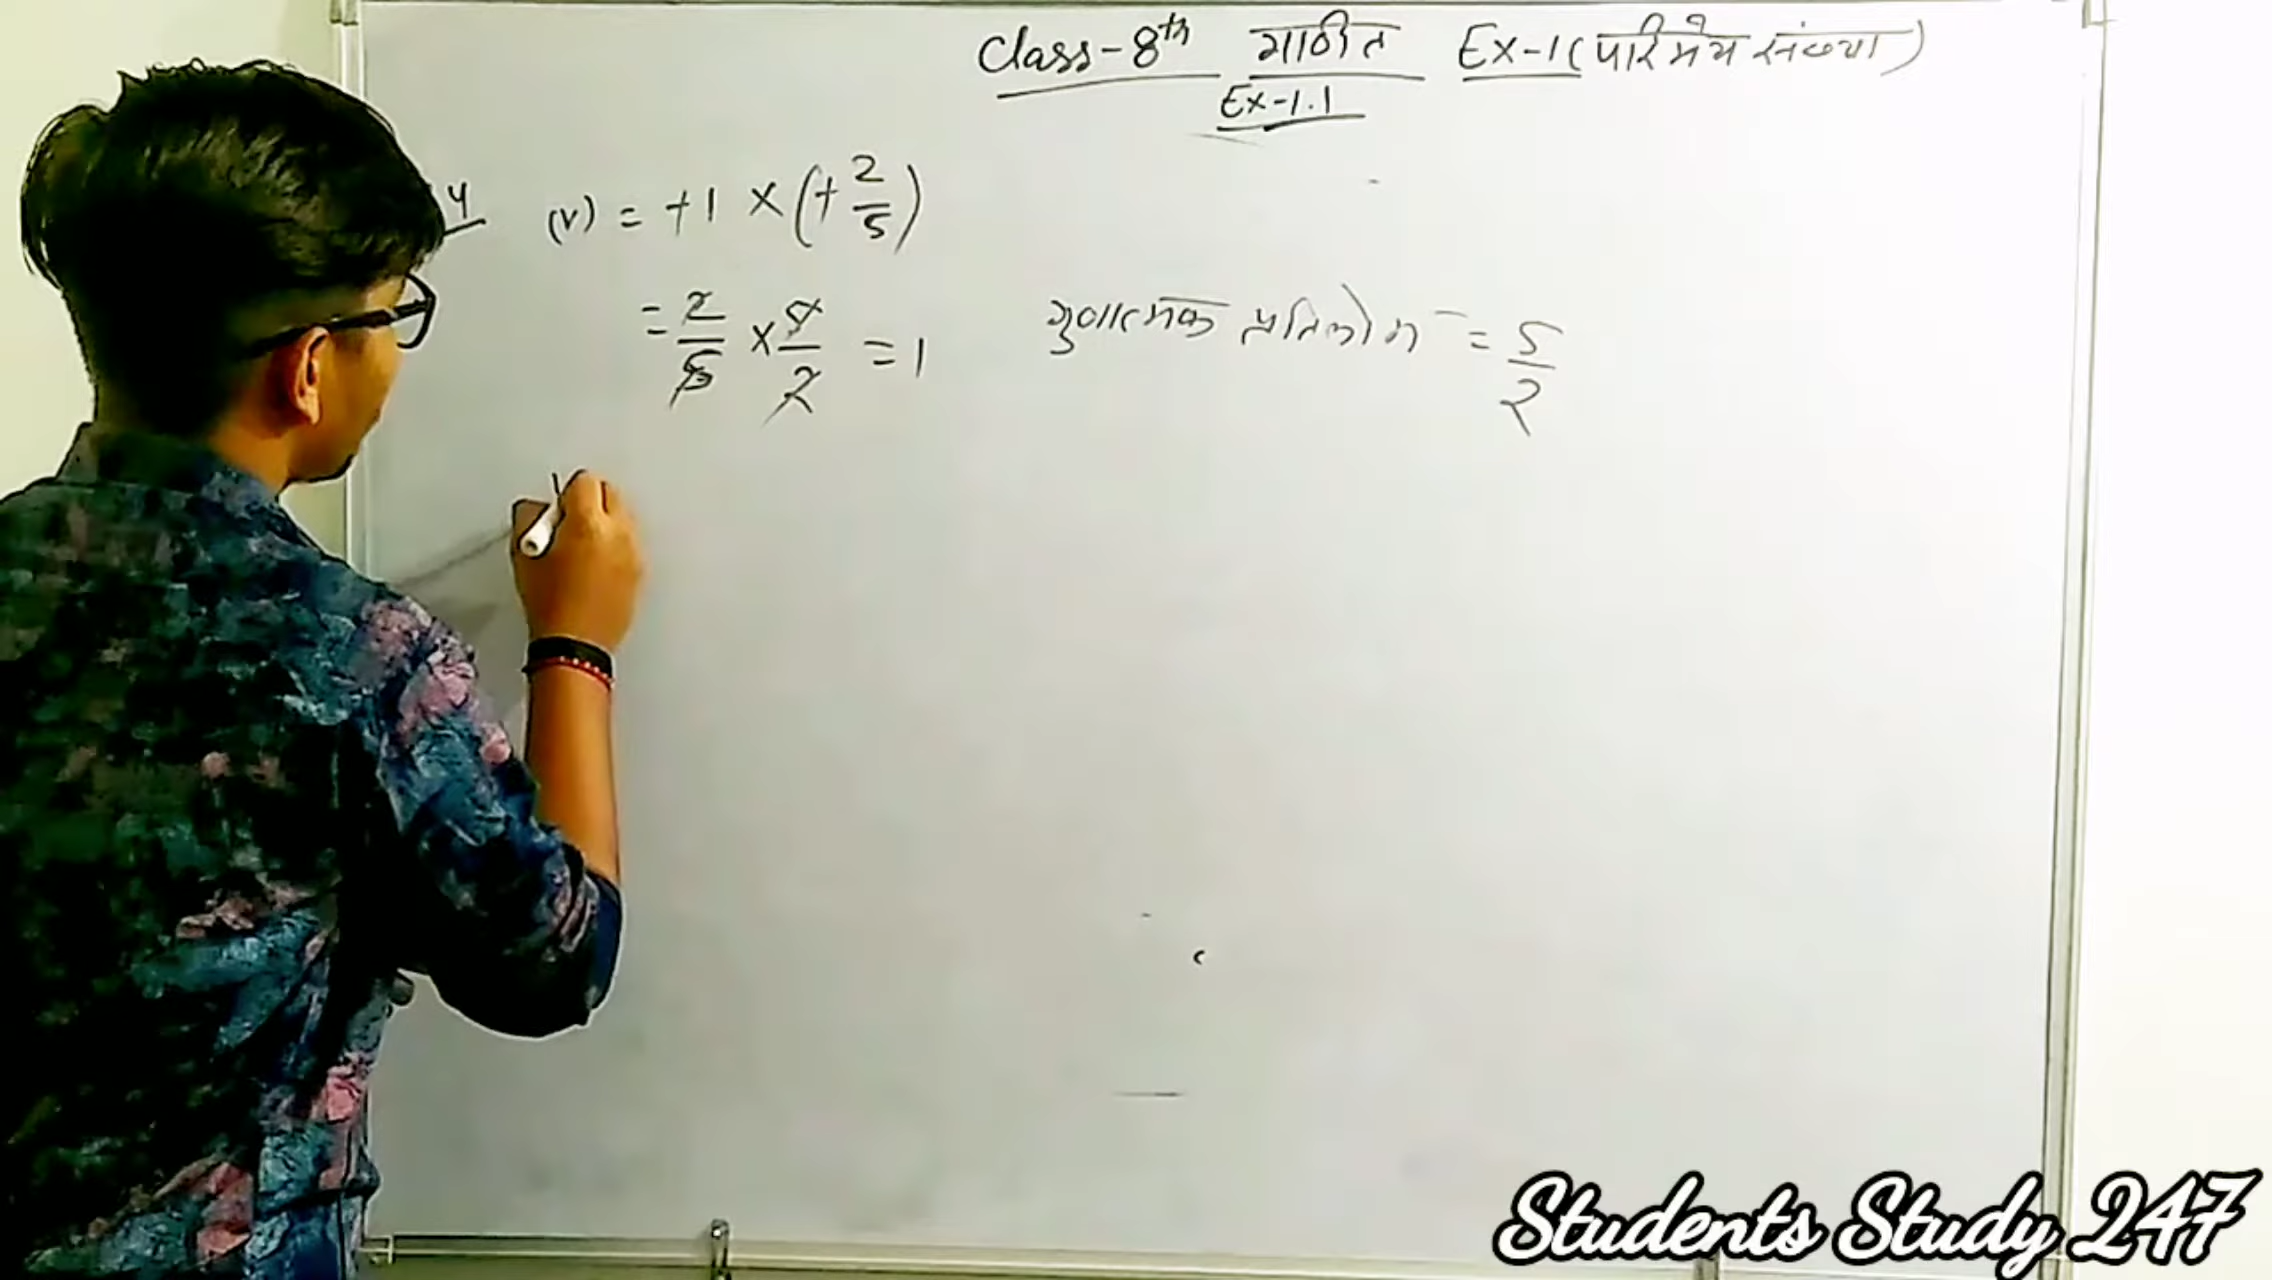 Class-8th गणित Ex-1(परिमेय संख्या)
Ex-1.1
4 (v) = +1 × (+2/5)
= 2/5 × 5/2 = 1 गुणात्मक प्रतिलोम = 5/2
Students Study 247